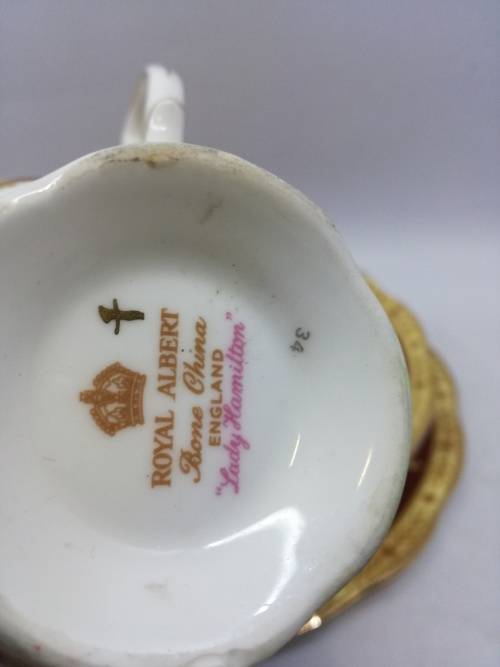 ROYAL ALBERT
Bone China
ENGLAND
"Lady Hamilton"
34